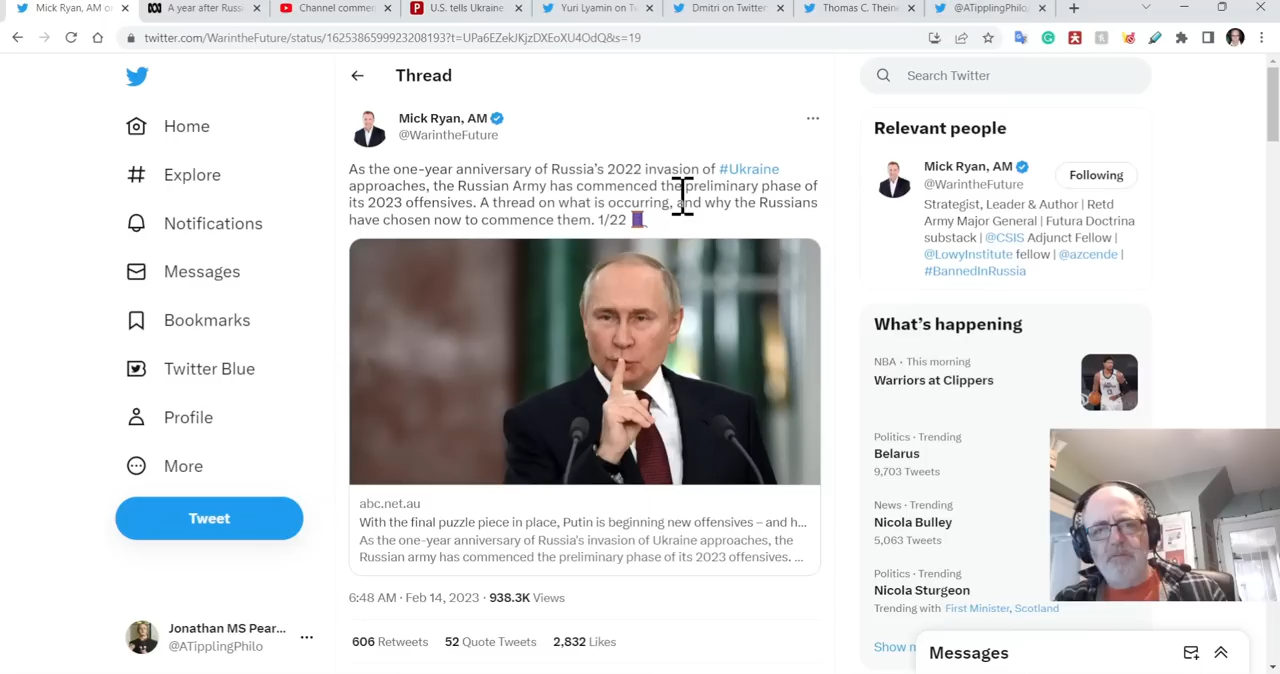 Mick Ryan, AM o
A year after Russi
Channel commen
U.S. tells Ukraine
Yuri Lyamin on Tw
Dmitri on Twitter
Thomas C. Theine
@ATipplingPhilo
twitter.com/WarintheFuture/status/1625386599923208193?t=UPa6EZekJKjzDXEoXU4OdQ&s=19
Home
Explore
Notifications
Messages
Bookmarks
Twitter Blue
Profile
More
Tweet
Jonathan MS Pear...
@ATipplingPhilo
Thread
Mick Ryan, AM
@WarintheFuture
As the one-year anniversary of Russia's 2022 invasion of #Ukraine
approaches, the Russian Army has commenced the preliminary phase of
its 2023 offensives. A thread on what is occurring, and why the Russians
have chosen now to commence them. 1/22
abc.net.au
With the final puzzle piece in place, Putin is beginning new offensives – and h...
As the one-year anniversary of Russia's invasion of Ukraine approaches, the
Russian army has commenced the preliminary phase of its 2023 offensives. ...
6:48 AM · Feb 14, 2023 · 938.3K Views
606 Retweets 52 Quote Tweets 2,832 Likes
Search Twitter
Relevant people
Mick Ryan, AM
@WarintheFuture
Following
Strategist, Leader & Author | Retd
Army Major General | Futura Doctrina
substack | @CSIS Adjunct Fellow |
@LowyInstitute fellow | @azcende |
#BannedInRussia
What's happening
NBA · This morning
Warriors at Clippers
Politics · Trending
Belarus
9,703 Tweets
News · Trending
Nicola Bulley
5,063 Tweets
Politics · Trending
Nicola Sturgeon
Trending with First Minister, Scotland
Show m
Messages